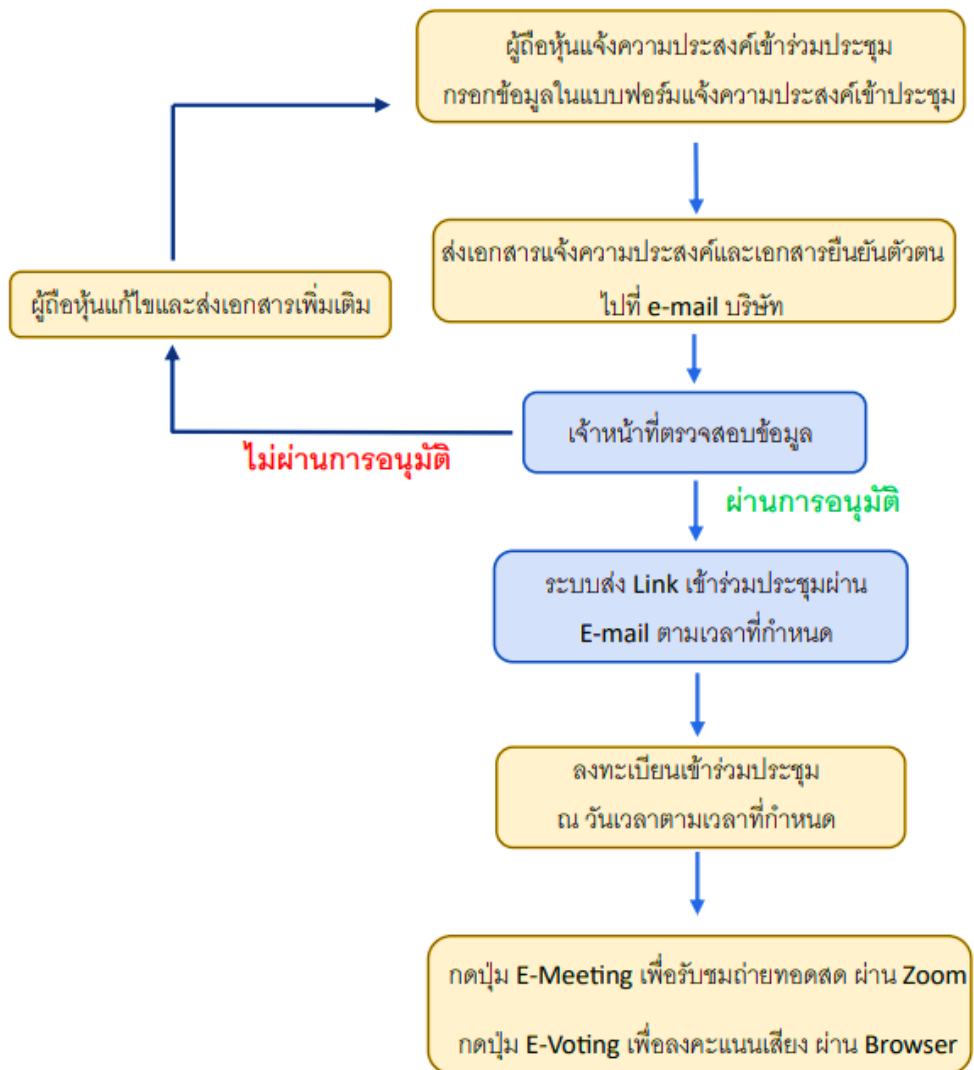 ผู้ถือหุ้นแจ้งความประสงค์เข้าร่วมประชุม
กรอกข้อมูลในแบบฟอร์มแจ้งความประสงค์เข้าประชุม
ส่งเอกสารแจ้งความประสงค์และเอกสารยืนยันตัวตน
ไปที่ e-mail บริษัท
ผู้ถือหุ้นแก้ไขและส่งเอกสารเพิ่มเติม
เจ้าหน้าที่ตรวจสอบข้อมูล
ไม่ผ่านการอนุมัติ
ผ่านการอนุมัติ
ระบบส่ง Link เข้าร่วมประชุมผ่าน
E-mail ตามเวลาที่กำหนด
ลงทะเบียนเข้าร่วมประชุม
ณ วันเวลาตามเวลาที่กำหนด
กดปุ่ม E-Meeting เพื่อรับชมถ่ายทอดสด ผ่าน Zoom
กดปุ่ม E-Voting เพื่อลงคะแนนเสียง ผ่าน Browser